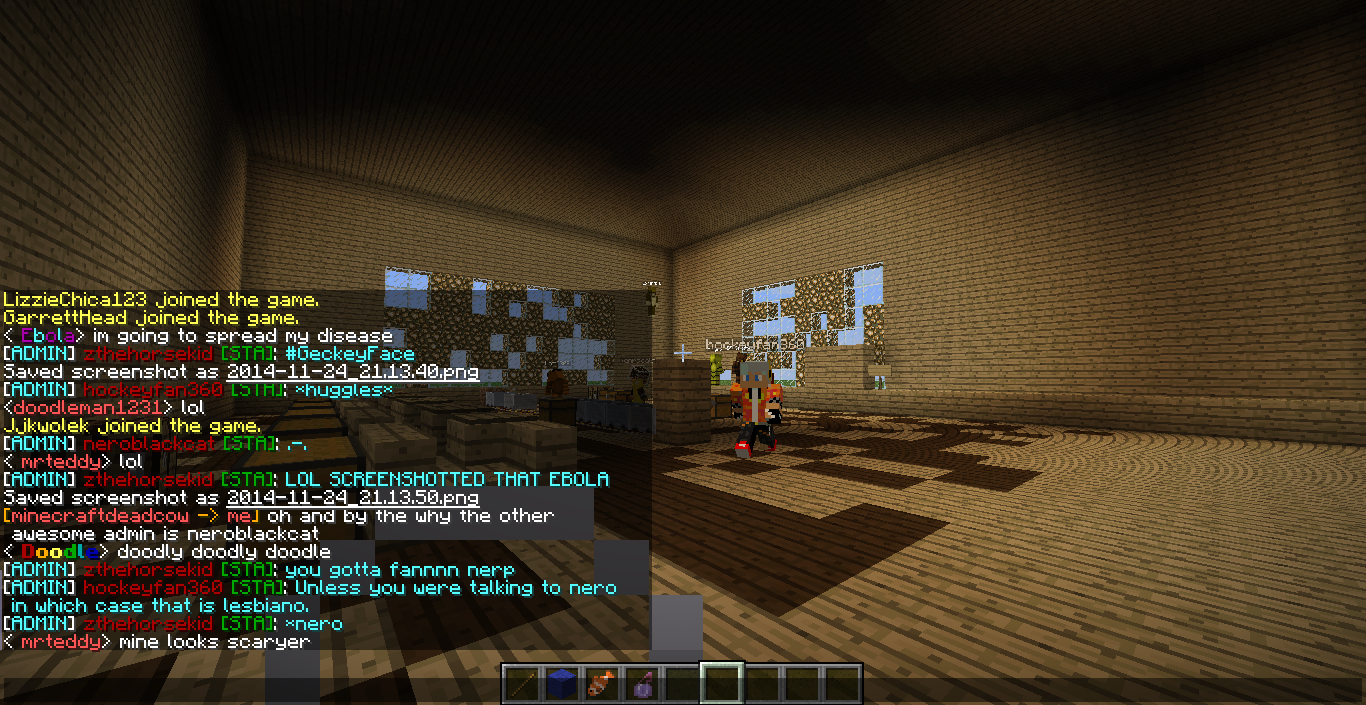 hockeyfan360
LizzieChica123 joined the game.
GarrettHead joined the game.
< Ebola> im going to spread my disease
[ADMIN] zthehorsekid [STA]: #GeckeyFace
Saved screenshot as 2014-11-24_21.13.40.png
[ADMIN] hockeyfan360 [STA]: *huggles*
<doodleman1231> lol
Jjkwolek joined the game.
[ADMIN] neroblackcat [STA]: .-.
< mrteddy> lol
[ADMIN] zthehorsekid [STA]: LOL SCREENSHOTTED THAT EBOLA
Saved screenshot as 2014-11-24_21.13.50.png
[minecraftdeadcow -> me] oh and by the why the other
awesome admin is neroblackcat
< Doodle> doodly doodly doodle
[ADMIN] zthehorsekid [STA]: you gotta fannnn nerp
[ADMIN] hockeyfan360 [STA]: Unless you were talking to nero
in which case that is lesbiano.
[ADMIN] zthehorsekid [STA]: *nero
< mrteddy> mine looks scaryer